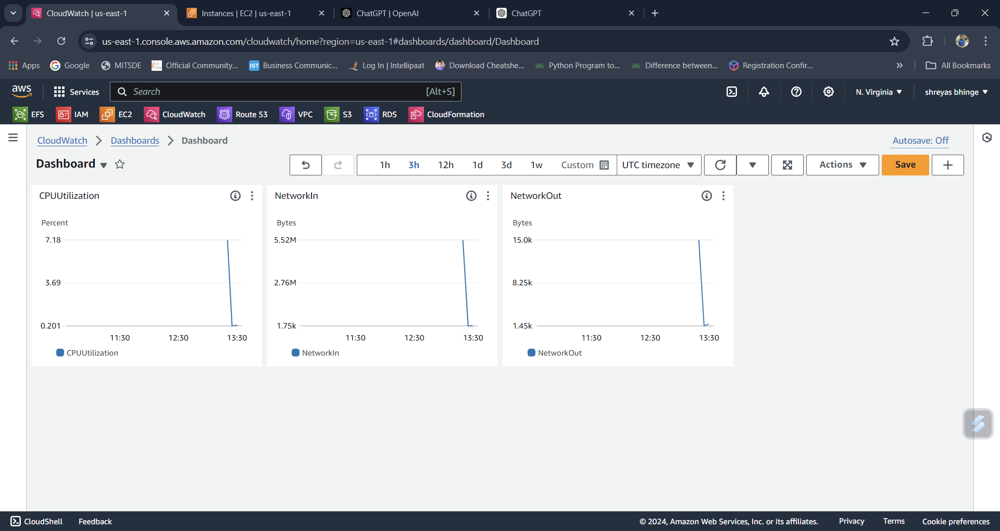 CloudWatch | us-east-1
Instances | EC2 | us-east-1
ChatGPT | OpenAI
ChatGPT
us-east-1.console.aws.amazon.com/cloudwatch/home?region=us-east-1#dashboards/dashboard/Dashboard
Apps
Google
MITSDE
Official Community...
IST
Business Communic...
Log In | Intellipaat
Download Cheatshe...
Python Program to...
Difference between...
Registration Confir...
All Bookmarks
aws
Services
Search
[Alt+S]
N. Virginia
shreyas bhinge
EFS
IAM
EC2
CloudWatch
Route 53
VPC
S3
RDS
CloudFormation
CloudWatch
Dashboards
Dashboard
Autosave: Off
Dashboard
1h
3h
12h
1d
3d
1w
Custom
UTC timezone
Actions
Save
CPUUtilization
Percent
7.18
3.69
0.201
11:30
12:30
13:30
CPUUtilization
NetworkIn
Bytes
5.52M
2.76M
1.75k
11:30
12:30
13:30
NetworkIn
NetworkOut
Bytes
15.0k
8.25k
1.45k
11:30
12:30
13:30
NetworkOut
CloudShell
Feedback
© 2024, Amazon Web Services, Inc. or its affiliates.
Privacy
Terms
Cookie preferences